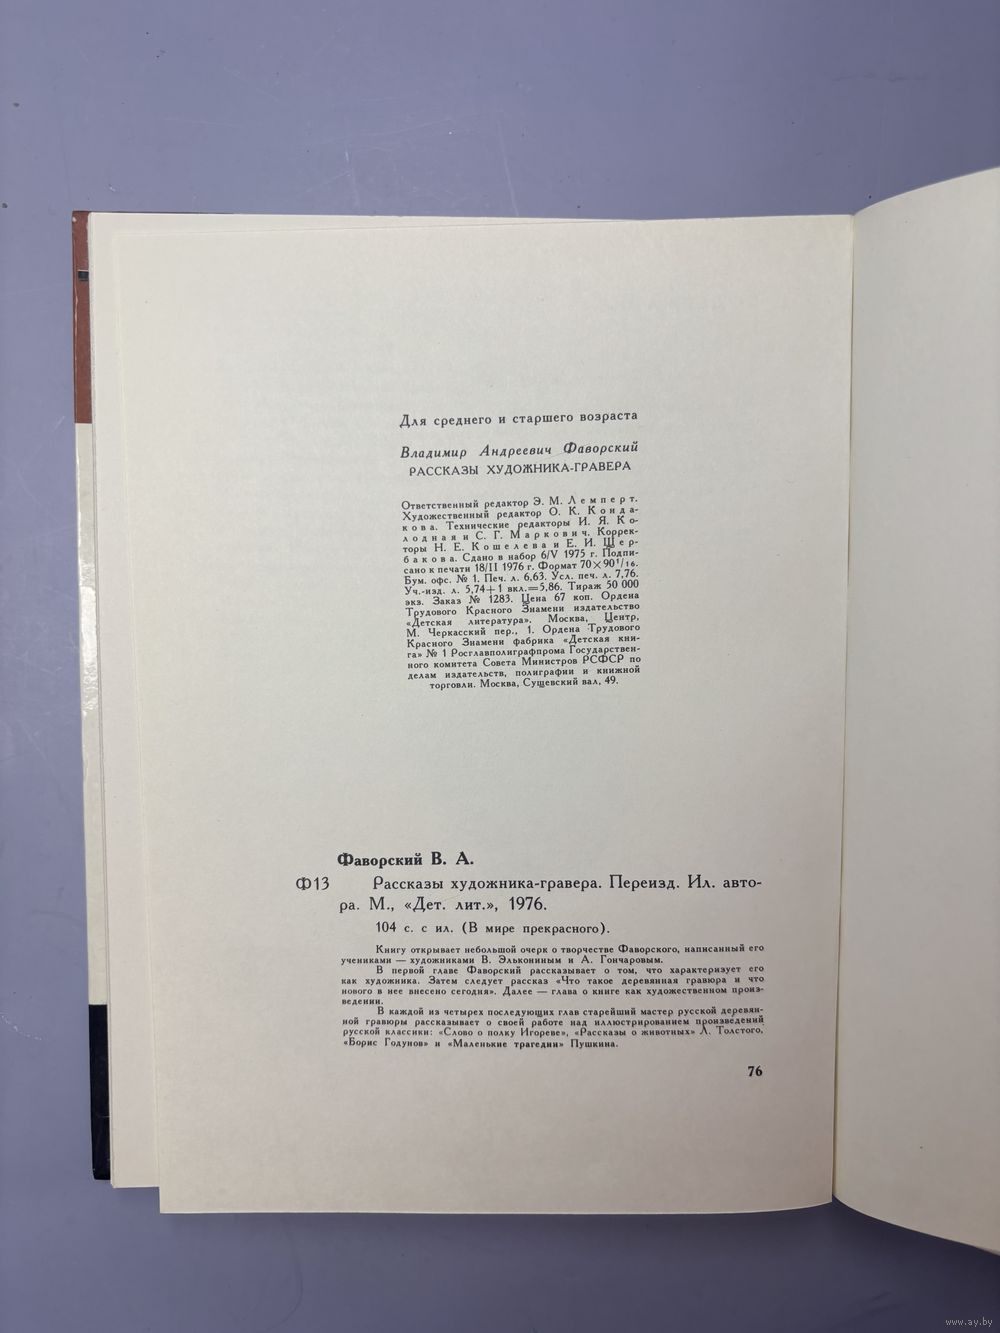 Для среднего и старшего возраста
Владимир Андреевич Фаворский
РАССКАЗЫ ХУДОЖНИКА-ГРАВЕРА
Ответственный редактор Э. М. Лемперт.
Художественный редактор О. К. Конда-
кова. Технические редакторы И. Я. Ко-
лодная и С. Г. Маркович. Коррек-
торы Н. Е. Кошелева и Е. И. Щер-
бакова. Сдано в набор 6/V 1975 г. Подпи-
сано к печати 18/II 1976 г. Формат 70×90¹/₁₆.
Бум. офс. № 1. Печ. л. 6,63. Усл. печ. л. 7,76.
Уч.-изд. л. 5,74+1 вкл.=5,86. Тираж 50 000
экз. Заказ № 1283. Цена 67 коп. Ордена
Трудового Красного Знамени издательство
«Детская литература», Москва, Центр,
М. Черкасский пер., 1. Ордена Трудового
Красного Знамени фабрика «Детская кни-
га» № 1 Росглавполиграфпрома Государствен-
ного комитета Совета Министров РСФСР по
делам издательств, полиграфии и книжной
торговли. Москва, Сущевский вал, 49.
Фаворский В. А.
Ф13 Рассказы художника-гравера. Переизд. Ил. авто-
ра. М., «Дет. лит.», 1976.
104 с. с ил. (В мире прекрасного).
Книгу открывает небольшой очерк о творчестве Фаворского, написанный его
учениками — художниками В. Эльконивым и А. Гончаровым.
В первой главе Фаворский рассказывает о том, что характеризует его
как художника. Затем следует рассказ «Что такое деревянная гравюра и что
нового в нее внесено сегодня». Далее — глава о книге как художественном произ-
ведении.
В каждой из четырех последующих глав старейший мастер русской деревян-
ной гравюры рассказывает о своей работе над иллюстрированием произведений
русской классики: «Слово о полку Игореве», «Рассказы о животных» Л. Толстого,
«Борис Годунов» и «Маленькие трагедии» Пушкина.
76
www.ay.by